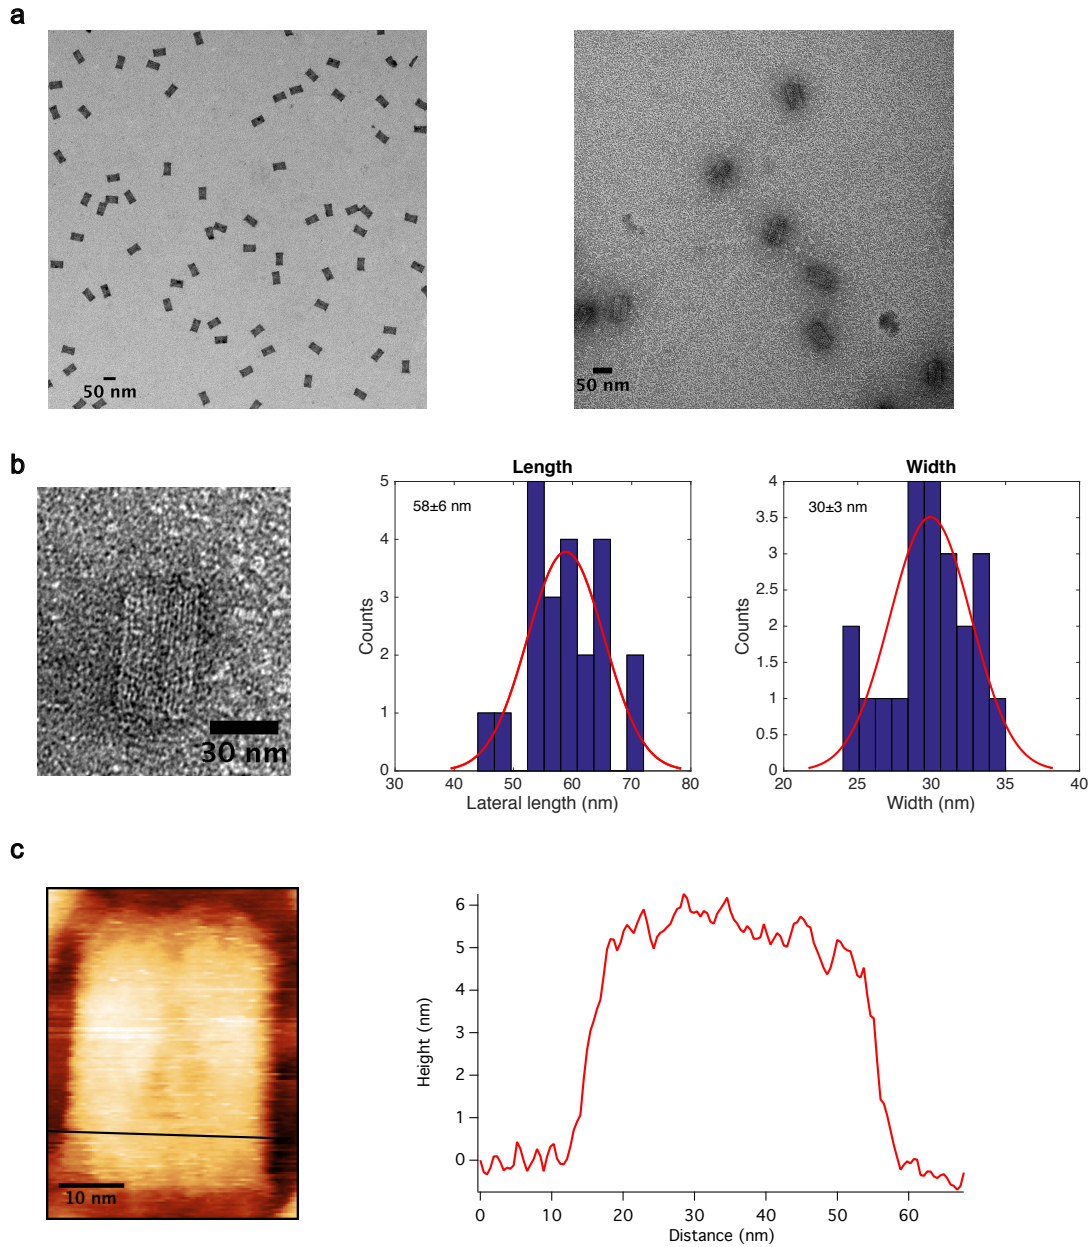 a
50 nm
50 nm
b
30 nm
Length
58±6 nm
Counts
5
4
3
2
1
0
30 40 50 60 70 80
Lateral length (nm)
Width
30±3 nm
Counts
4
3.5
3
2.5
2
1.5
1
0.5
0
20 25 30 35 40
Width (nm)
c
10 nm
Height (nm)
6
5
4
3
2
1
0
0 10 20 30 40 50 60
Distance (nm)